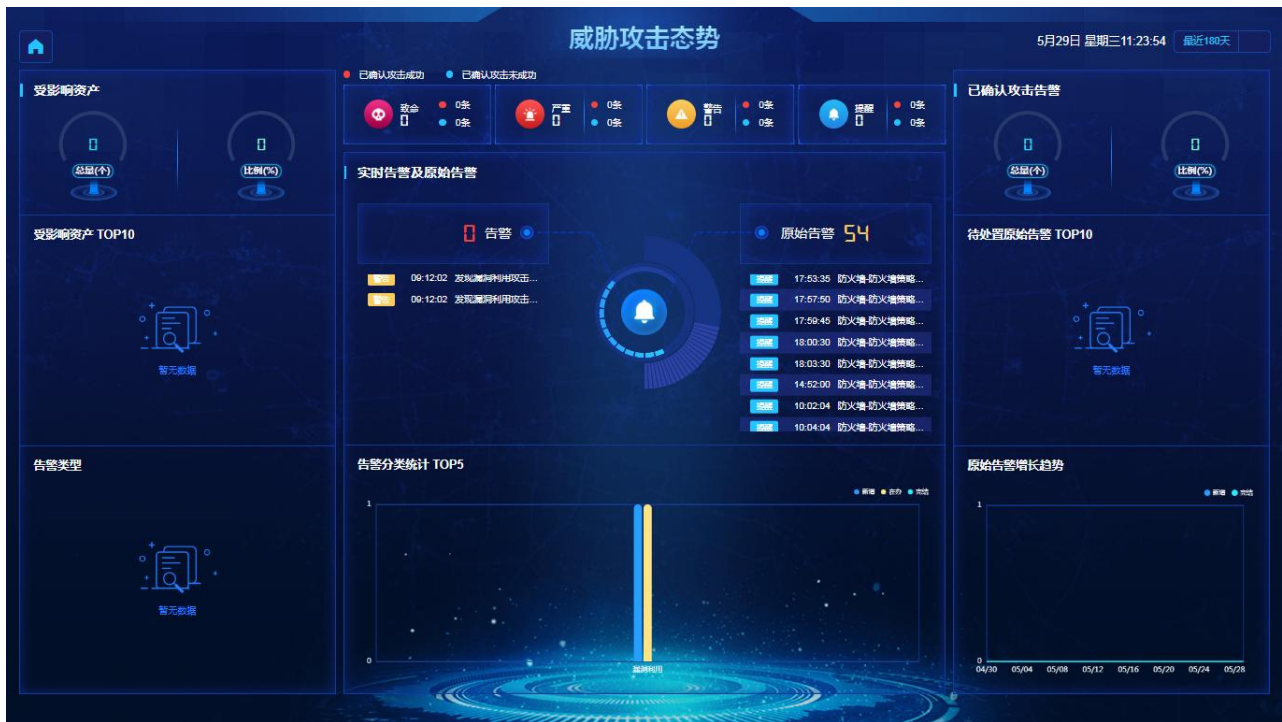 威胁攻击态势
5月29日 星期三11:23:54 最近180天
受影响资产
0
总量(个)
0
比例(%)
受影响资产 TOP10
暂无数据
告警类型
暂无数据
已确认攻击成功 已确认攻击未成功
致命 0 0条 0条
严重 0 0条 0条
警告 0 0条 0条
提醒 0 0条 0条
实时告警及原始告警
0 告警
警告 09:12:02 发现漏洞利用攻击...
警告 09:12:02 发现漏洞利用攻击...
原始告警 54
提醒 17:53:35 防火墙-防火墙策略...
提醒 17:57:50 防火墙-防火墙策略...
提醒 17:59:45 防火墙-防火墙策略...
提醒 18:00:30 防火墙-防火墙策略...
提醒 18:03:30 防火墙-防火墙策略...
提醒 14:52:00 防火墙-防火墙策略...
提醒 10:02:04 防火墙-防火墙策略...
提醒 10:04:04 防火墙-防火墙策略...
告警分类统计 TOP5
新增 在办 完结
1
0
漏洞利用
已确认攻击告警
0
总量(个)
0
比例(%)
待处置原始告警 TOP10
暂无数据
原始告警增长趋势
新增 完结
1
0
04/30 05/04 05/08 05/12 05/16 05/20 05/24 05/28